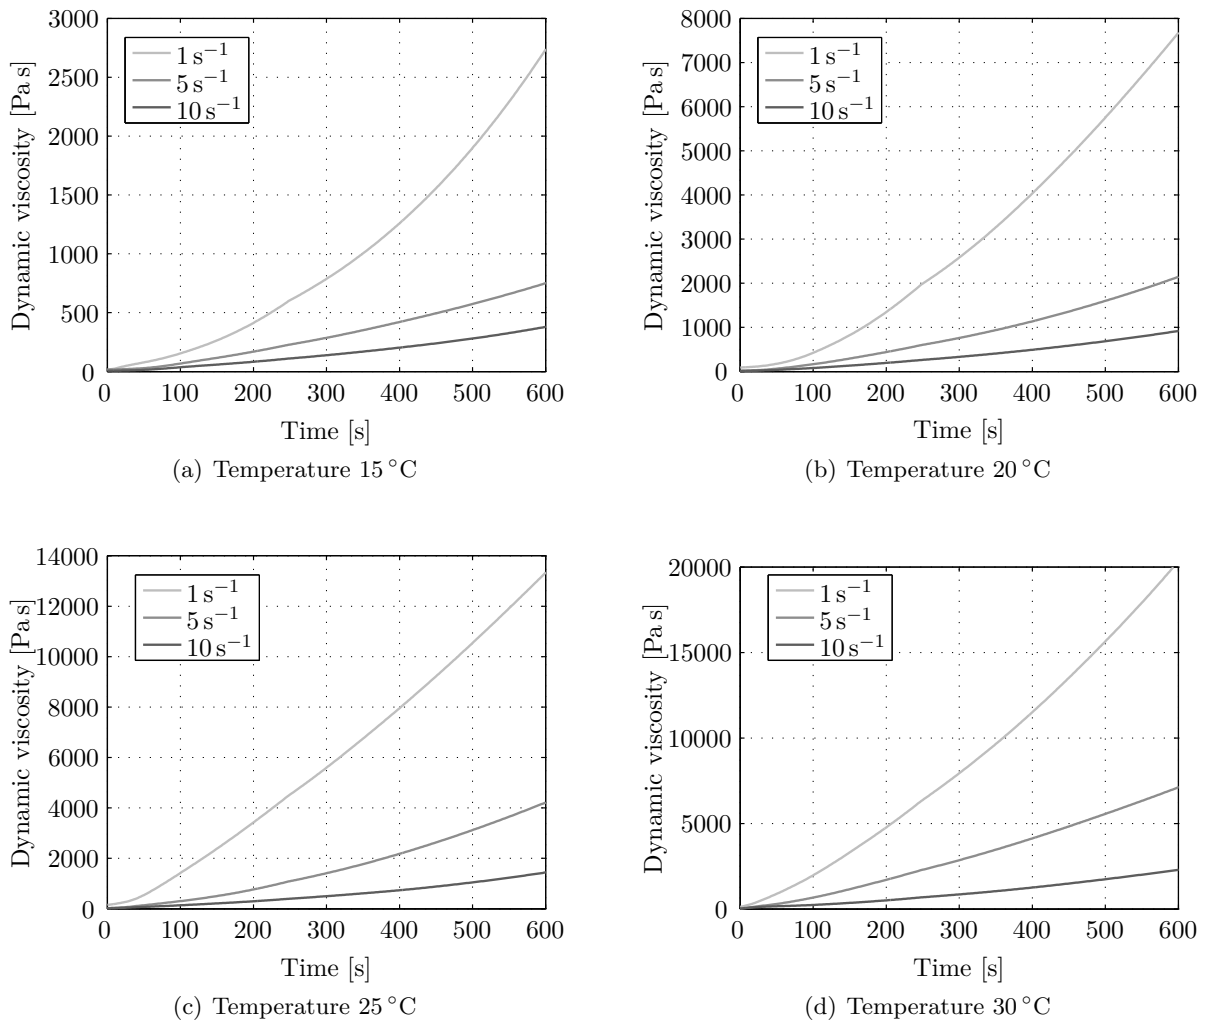 Dynamic viscosity [Pa s]
3000
2500
2000
1500
1000
500
0
1 s⁻¹
5 s⁻¹
10 s⁻¹
0 100 200 300 400 500 600
Time [s]
(a) Temperature 15 °C
Dynamic viscosity [Pa s]
8000
7000
6000
5000
4000
3000
2000
1000
0
1 s⁻¹
5 s⁻¹
10 s⁻¹
0 100 200 300 400 500 600
Time [s]
(b) Temperature 20 °C
Dynamic viscosity [Pa s]
14000
12000
10000
8000
6000
4000
2000
0
1 s⁻¹
5 s⁻¹
10 s⁻¹
0 100 200 300 400 500 600
Time [s]
(c) Temperature 25 °C
Dynamic viscosity [Pa s]
20000
15000
10000
5000
0
1 s⁻¹
5 s⁻¹
10 s⁻¹
0 100 200 300 400 500 600
Time [s]
(d) Temperature 30 °C